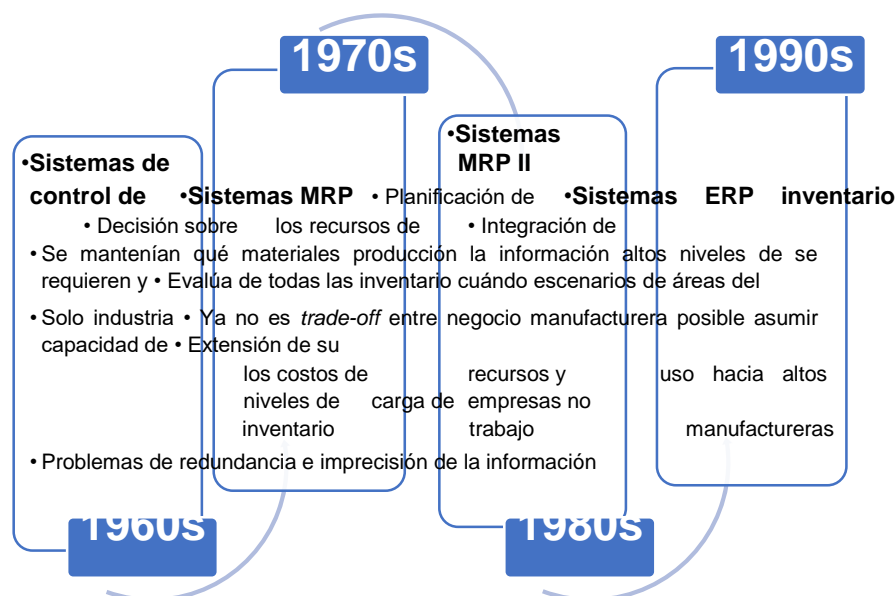 1970s
1990s
•Sistemas
MRP II
•Sistemas de
control de •Sistemas MRP • Planificación de •Sistemas ERP inventario
• Decisión sobre los recursos de • Integración de
• Se mantenían qué materiales producción la información altos niveles de se
requieren y • Evalúa de todas las inventario cuándo escenarios de áreas del
• Solo industria • Ya no es trade-off entre negocio manufacturera posible asumir
capacidad de • Extensión de su
los costos de recursos y uso hacia altos
niveles de carga de empresas no
inventario trabajo manufactureras
• Problemas de redundancia e imprecisión de la información
1960s
1980s